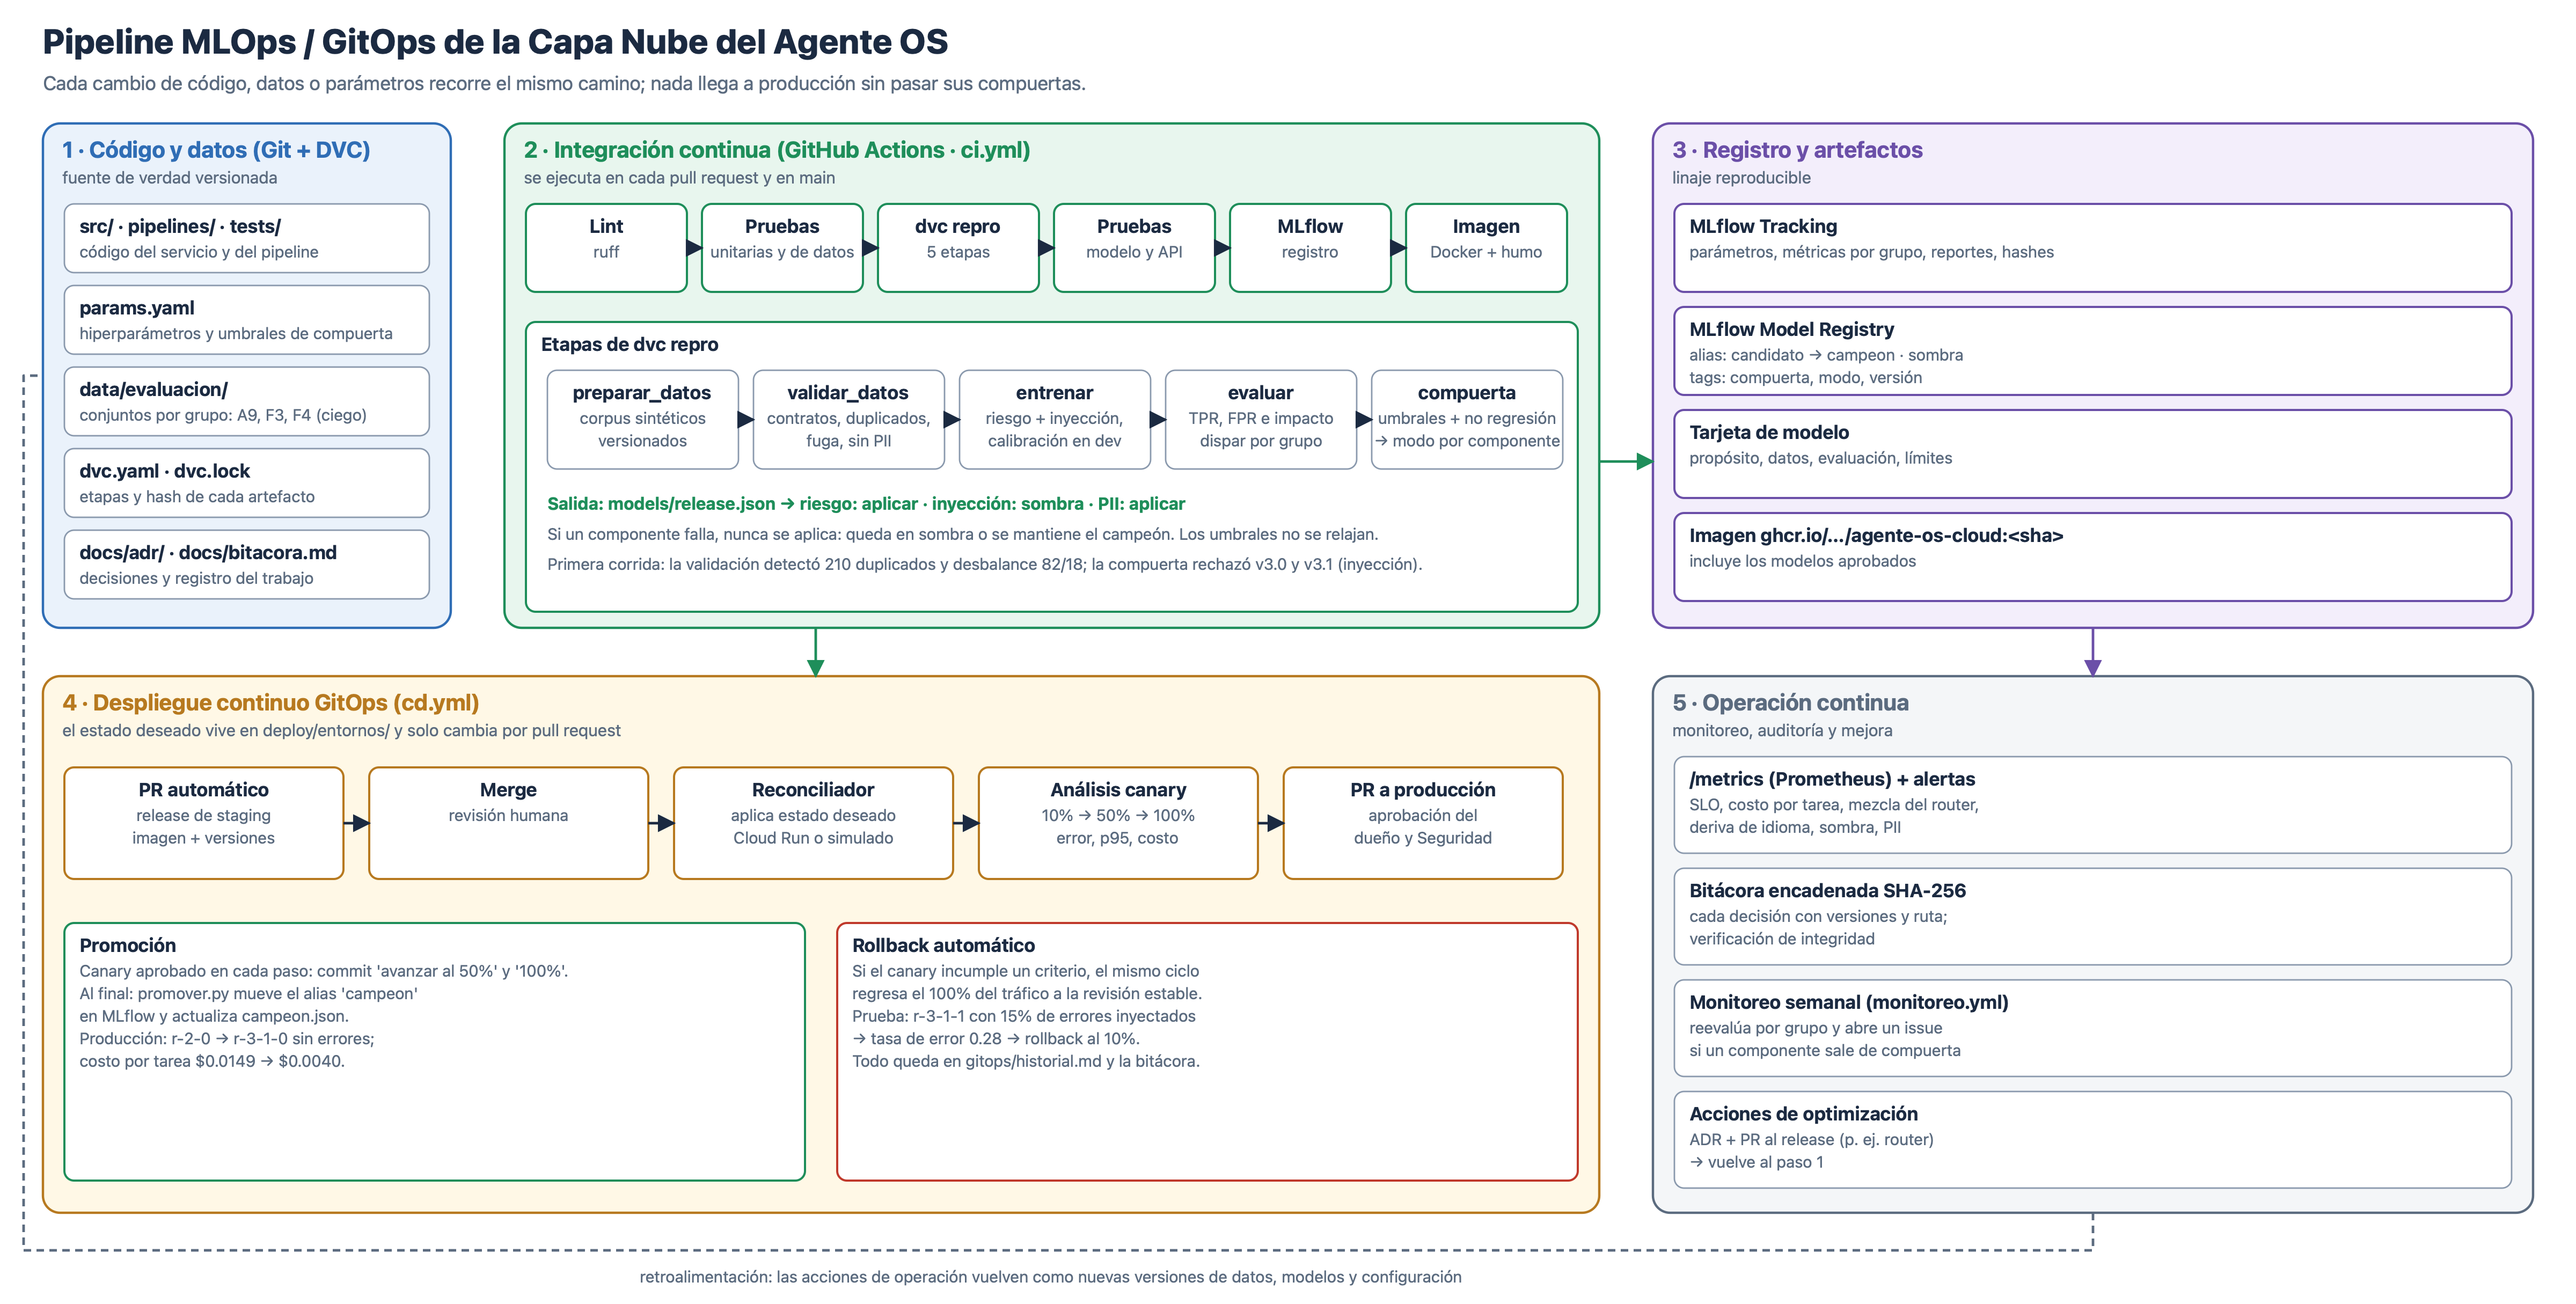 Pipeline MLOps / GitOps de la Capa Nube del Agente OS
Cada cambio de código, datos o parámetros recorre el mismo camino; nada llega a producción sin pasar sus compuertas.
1 · Código y datos (Git + DVC)
fuente de verdad versionada
src/ · pipelines/ · tests/
código del servicio y del pipeline
params.yaml
hiperparámetros y umbrales de compuerta
data/evaluacion/
conjuntos por grupo: A9, F3, F4 (ciego)
dvc.yaml · dvc.lock
etapas y hash de cada artefacto
docs/adr/ · docs/bitacora.md
decisiones y registro del trabajo
2 · Integración continua (GitHub Actions · ci.yml)
se ejecuta en cada pull request y en main
Lint
ruff
Pruebas
unitarias y de datos
dvc repro
5 etapas
Pruebas
modelo y API
MLflow
registro
Imagen
Docker + humo
Etapas de dvc repro
preparar_datos
corpus sintéticos
versionados
validar_datos
contratos, duplicados,
fuga, sin PII
entrenar
riesgo + inyección,
calibración en dev
evaluar
TPR, FPR e impacto
dispar por grupo
compuerta
umbrales + no regresión
→ modo por componente
Salida: models/release.json → riesgo: aplicar · inyección: sombra · PII: aplicar
Si un componente falla, nunca se aplica: queda en sombra o se mantiene el campeón. Los umbrales no se relajan.
Primera corrida: la validación detectó 210 duplicados y desbalance 82/18; la compuerta rechazó v3.0 y v3.1 (inyección).
3 · Registro y artefactos
linaje reproducible
MLflow Tracking
parámetros, métricas por grupo, reportes, hashes
MLflow Model Registry
alias: candidato → campeon · sombra
tags: compuerta, modo, versión
Tarjeta de modelo
propósito, datos, evaluación, límites
Imagen ghcr.io/.../agente-os-cloud:<sha>
incluye los modelos aprobados
4 · Despliegue continuo GitOps (cd.yml)
el estado deseado vive en deploy/entornos/ y solo cambia por pull request
PR automático
release de staging
imagen + versiones
Merge
revisión humana
Reconciliador
aplica estado deseado
Cloud Run o simulado
Análisis canary
10% → 50% → 100%
error, p95, costo
PR a producción
aprobación del
dueño y Seguridad
Promoción
Canary aprobado en cada paso: commit 'avanzar al 50%' y '100%'.
Al final: promover.py mueve el alias 'campeon'
en MLflow y actualiza campeon.json.
Producción: r-2-0 → r-3-1-0 sin errores;
costo por tarea $0.0149 → $0.0040.
Rollback automático
Si el canary incumple un criterio, el mismo ciclo
regresa el 100% del tráfico a la revisión estable.
Prueba: r-3-1-1 con 15% de errores inyectados
→ tasa de error 0.28 → rollback al 10%.
Todo queda en gitops/historial.md y la bitácora.
5 · Operación continua
monitoreo, auditoría y mejora
/metrics (Prometheus) + alertas
SLO, costo por tarea, mezcla del router,
deriva de idioma, sombra, PII
Bitácora encadenada SHA-256
cada decisión con versiones y ruta;
verificación de integridad
Monitoreo semanal (monitoreo.yml)
reevalúa por grupo y abre un issue
si un componente sale de compuerta
Acciones de optimización
ADR + PR al release (p. ej. router)
→ vuelve al paso 1
retroalimentación: las acciones de operación vuelven como nuevas versiones de datos, modelos y configuración